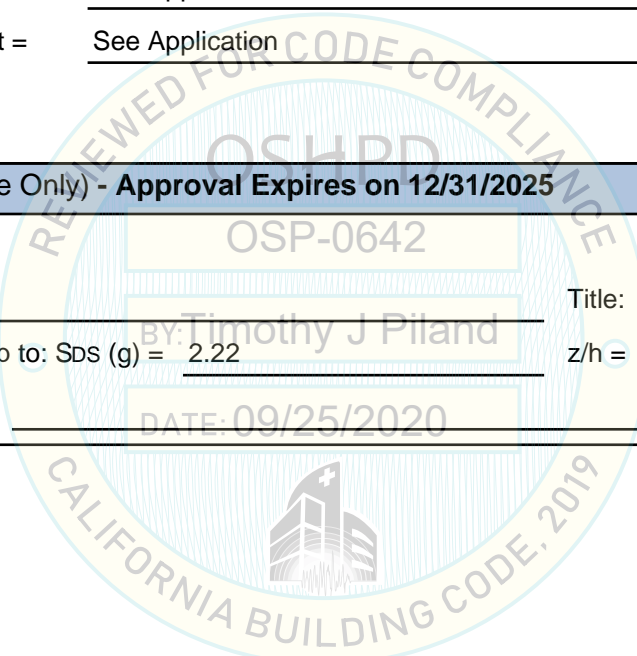 t = See Application
REVIEWED FOR CODE COMPLIANCE
OSHPD
e Only) - Approval Expires on 12/31/2025
OSP-0642
Title:
BY: Timothy J Piland
o to: SDS (g) = 2.22 z/h =
DATE: 09/25/2020
CALIFORNIA BUILDING CODE, 2019